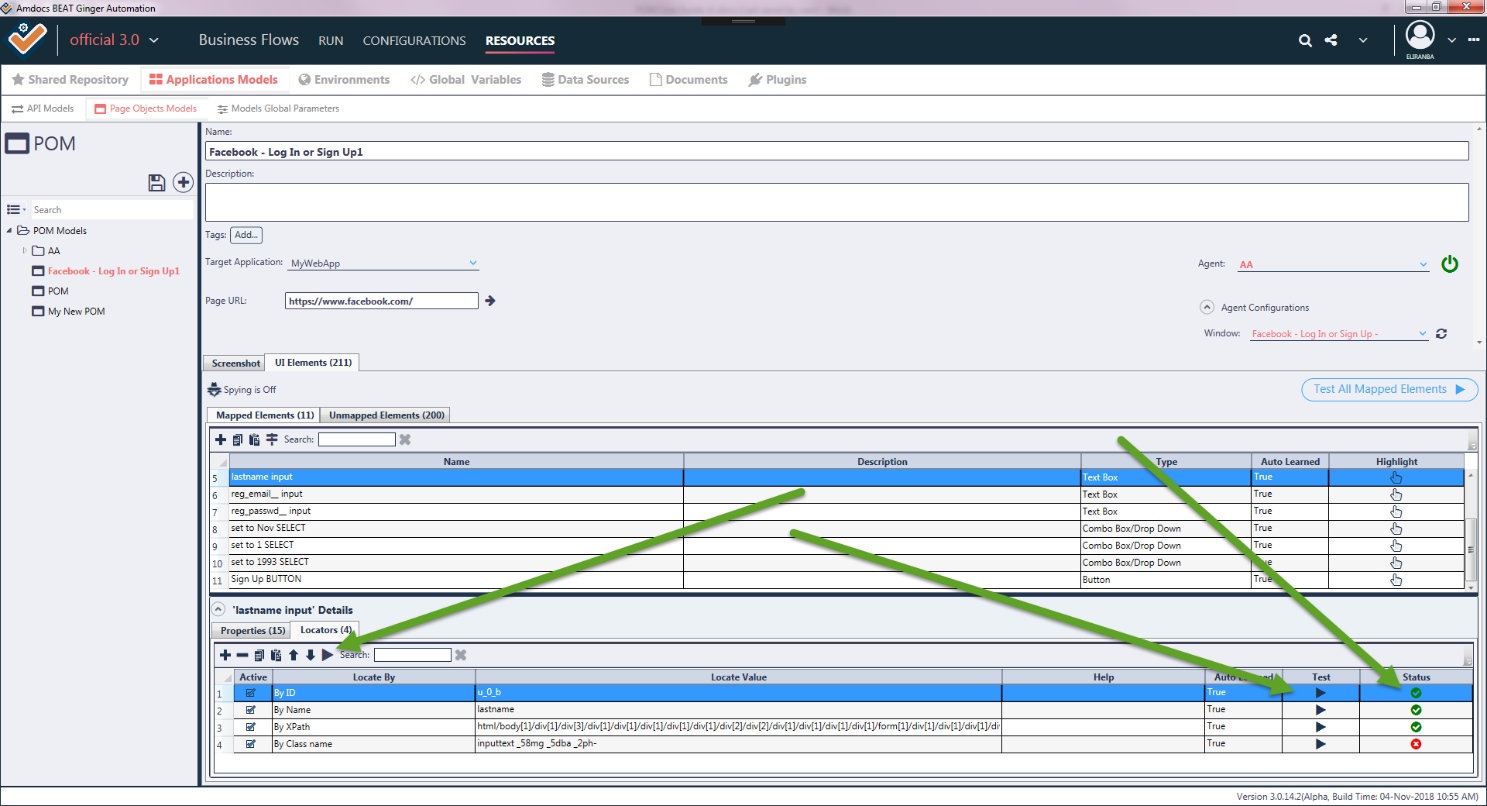 Amdocs BEAT Ginger Automation
official 3.0 Business Flows RUN CONFIGURATIONS RESOURCES
ELIRANBA
Shared Repository Applications Models Environments </> Global Variables Data Sources Documents Plugins
API Models Page Objects Models Models Global Parameters
POM
Search
POM Models
AA
Facebook - Log In or Sign Up1
POM
My New POM
Name:
Facebook - Log In or Sign Up1
Description:
Tags: Add...
Target Application: MyWebApp
Agent: AA
Page URL: https://www.facebook.com/
Agent Configurations
Window: Facebook - Log In or Sign Up -
Screenshot UI Elements (211)
Spying is Off
Test All Mapped Elements
Mapped Elements (11) Unmapped Elements (200)
Search:
Name Description Type Auto Learned Highlight
5 lastname input Text Box True
6 reg_email__ input Text Box True
7 reg_passwd__ input Text Box True
8 set to Nov SELECT Combo Box/Drop Down True
9 set to 1 SELECT Combo Box/Drop Down True
10 set to 1993 SELECT Combo Box/Drop Down True
11 Sign Up BUTTON Button True
'lastname input' Details
Properties (15) Locators (4)
Search:
Active Locate By Locate Value Help Auto Learned Test Status
1 By ID u_0_b True
2 By Name lastname True
3 By XPath html/body[1]/div[1]/div[3]/div[1]/div[1]/div[1]/div[1]/div[1]/div[2]/div[2]/div[1]/div[1]/div[1]/div[1]/form[1]/div[1]/div[1]/div[1]/di True
4 By Class name inputtext _58mg _5dba _2ph- True
Version 3.0.14.2(Alpha, Build Time: 04-Nov-2018 10:55 AM)